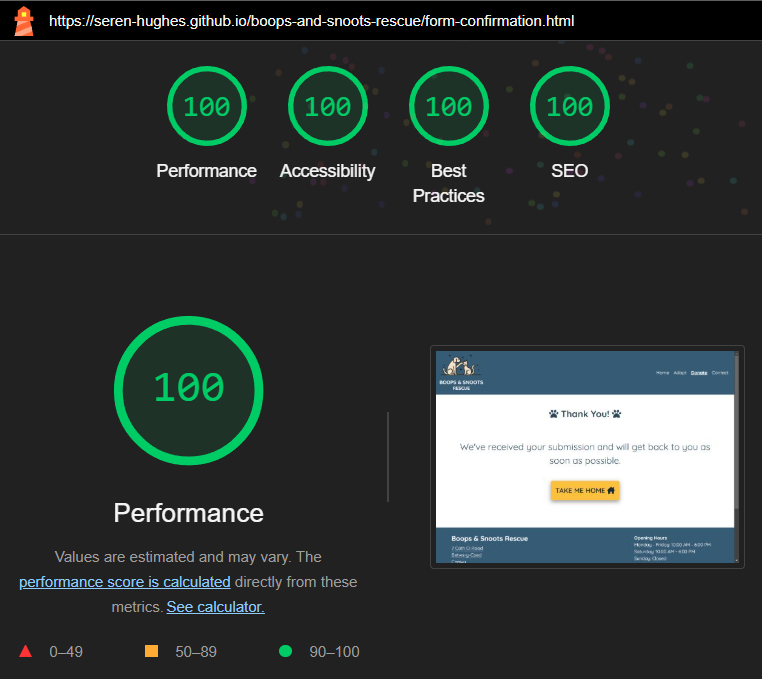 https://seren-hughes.github.io/boops-and-snoots-rescue/form-confirmation.html
100
100
100
100
Performance
Accessibility
Best
Practices
SEO
100
Performance
Values are estimated and may vary. The
performance score is calculated directly from these
metrics. See calculator.
0–49
50–89
90–100
BOOPS & SNOOTS
RESCUE
Home
Adopt
Donate
Contact
Thank You!
We've received your submission and will get back to you as
soon as possible.
TAKE ME HOME
Boops & Snoots Rescue
Opening Hours
Monday - Friday: 10:00 AM - 6:00 PM
Saturday: 10:00 AM - 4:00 PM
Sunday: Closed